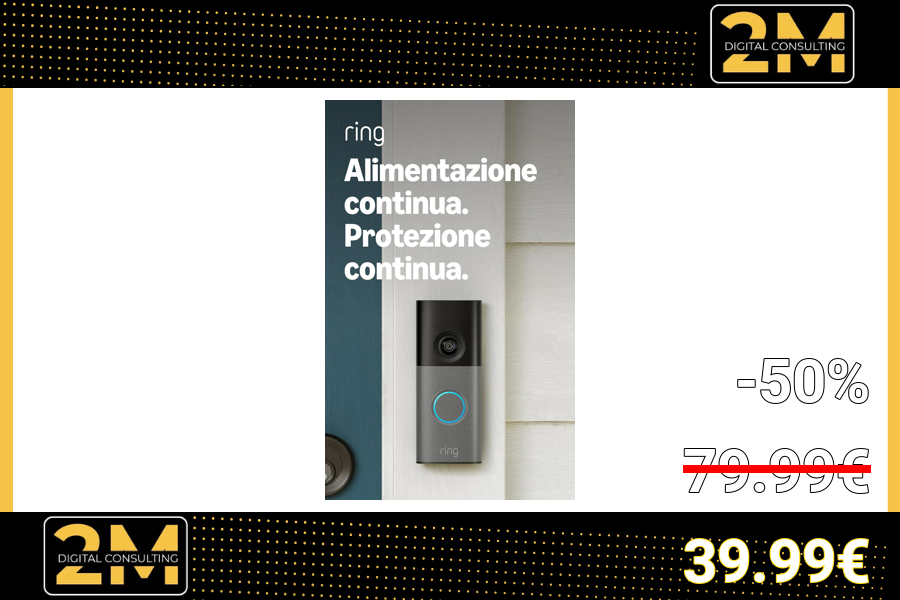 2M
DIGITAL CONSULTING
ring
Alimentazione
continua.
Protezione
continua.
ring
-50%
79.99€
2M
DIGITAL CONSULTING
39.99€